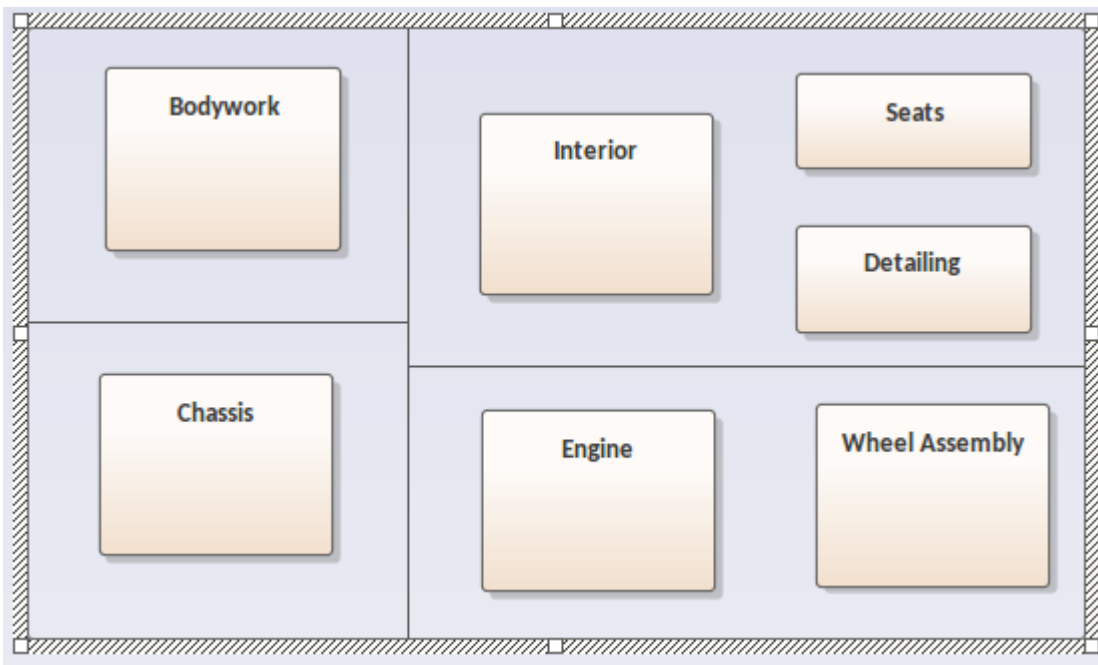 Bodywork
Interior
Seats
Detailing
Chassis
Engine
Wheel Assembly